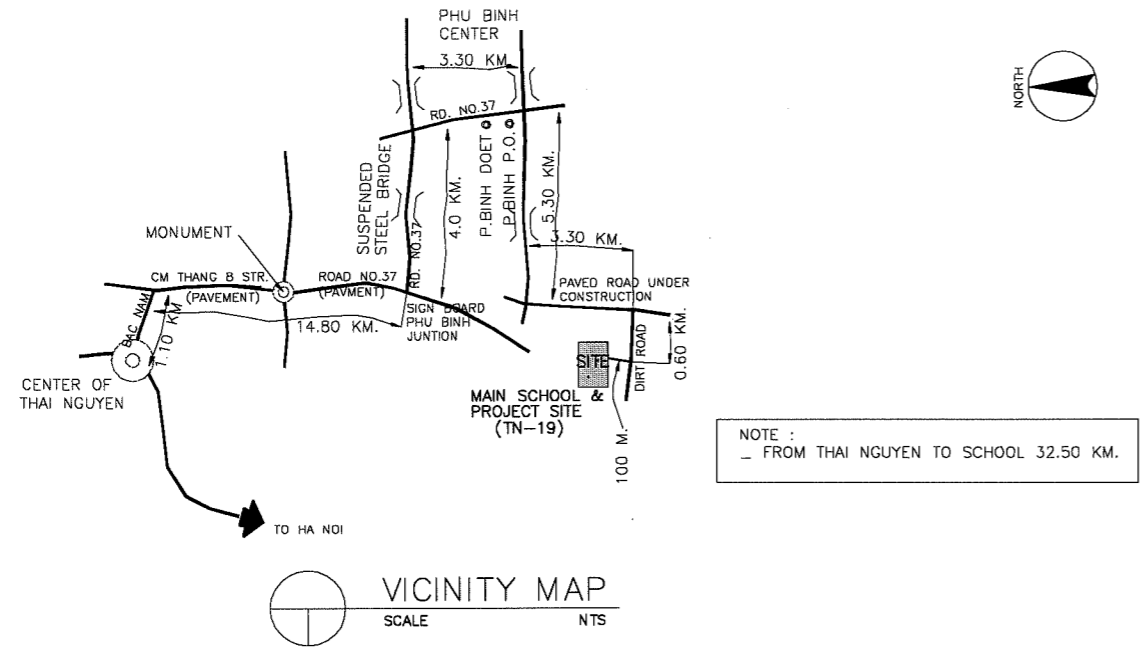 PHU BINH
CENTER
3.30 KM.
NORTH
RD. NO.37
SUSPENDED
STEEL BRIDGE
4.0 KM.
P.BINH DOET
P.BINH P.O.
5.30 KM.
MONUMENT
3.30 KM.
CM THANG 8 STR.
(PAVEMENT)
ROAD NO.37
(PAVMENT)
RD. NO.37
PAVED ROAD UNDER
CONSTRUCTION
BAC NAM
1.10 KM
14.80 KM.
SIGN BOARD
PHU BINH
JUNTION
SITE
DIRT ROAD
0.60 KM.
CENTER OF
THAI NGUYEN
MAIN SCHOOL &
PROJECT SITE
(TN-19)
100 M.
NOTE :
_ FROM THAI NGUYEN TO SCHOOL 32.50 KM.
TO HA NOI
VICINITY MAP
SCALE NTS